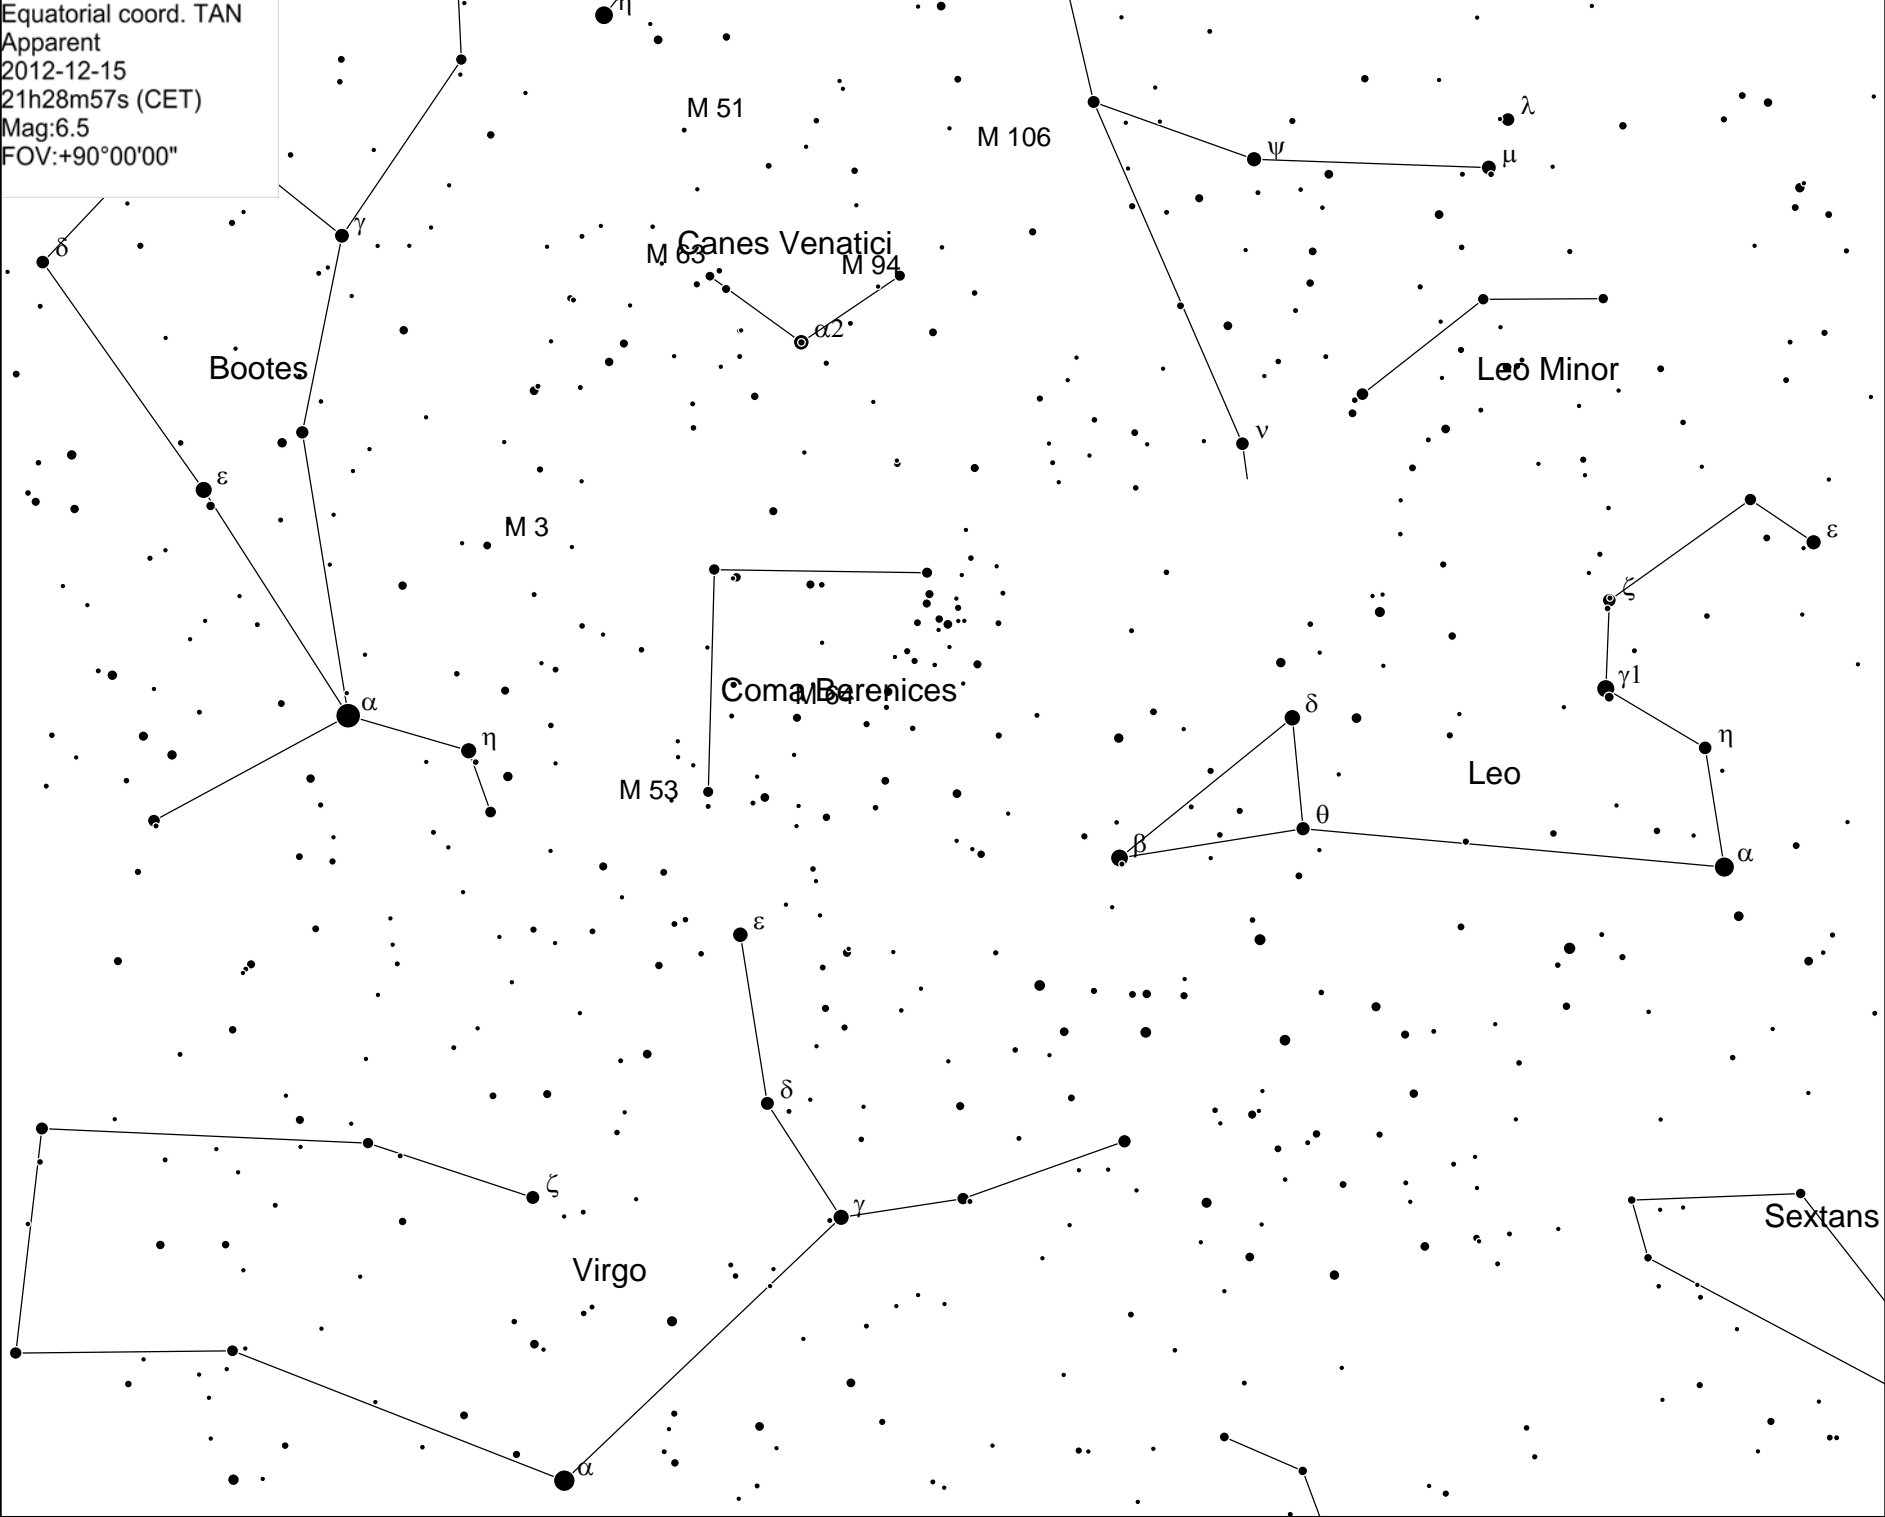 Equatorial coord. TAN
Apparent
2012-12-15
21h28m57s (CET)
Mag:6.5
FOV:+90°00'00"
η
M 51
M 106
λ
ψ
μ
γ
δ
Canes Venatici
M 63
M 94
α2
Bootes
Leo Minor
ν
ε
M 3
ε
ζ
Coma Berenices
M 64
γ1
α
δ
η
η
Leo
M 53
θ
β
α
ε
δ
ζ
γ
Sextans
Virgo
α